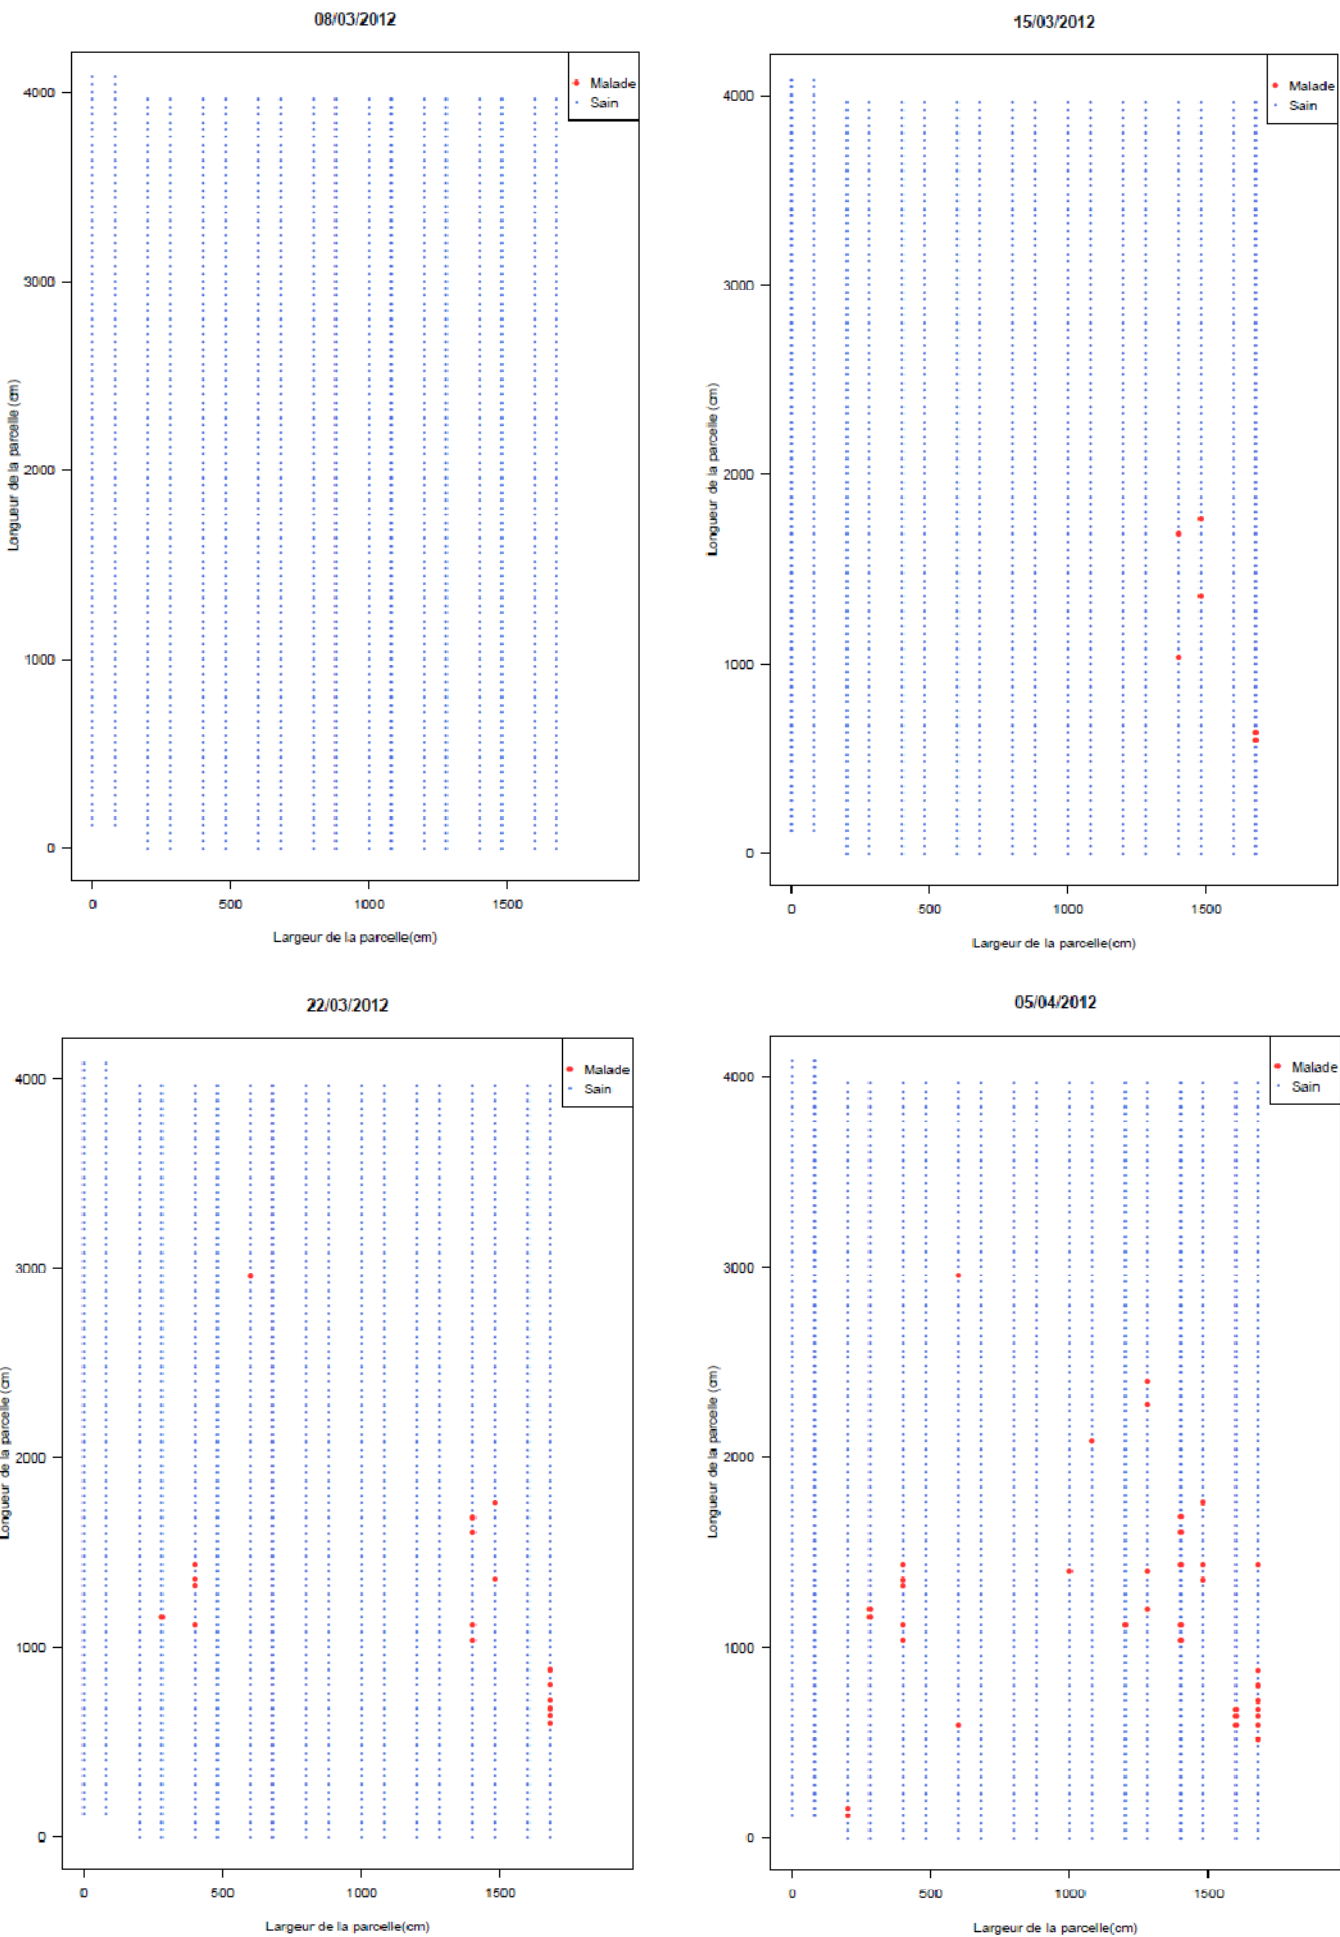 08/03/2012
Malade
Sain
4000
3000
2000
1000
0
Longueur de la parcelle (cm)
0 500 1000 1500
Largeur de la parcelle(cm)
15/03/2012
Malade
Sain
4000
3000
2000
1000
0
Longueur de la parcelle (cm)
0 500 1000 1500
Largeur de la parcelle(cm)
22/03/2012
Malade
Sain
4000
3000
2000
1000
0
Longueur de la parcelle (cm)
0 500 1000 1500
Largeur de la parcelle(cm)
05/04/2012
Malade
Sain
4000
3000
2000
1000
0
Longueur de la parcelle (cm)
0 500 1000 1500
Largeur de la parcelle(cm)